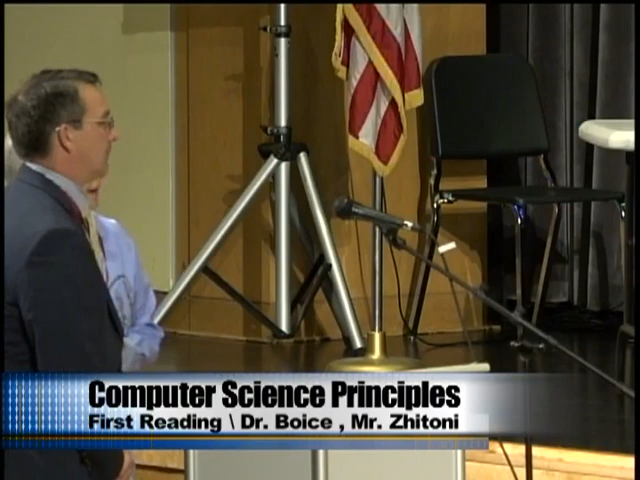 Computer Science Principles
First Reading \ Dr. Boice , Mr. Zhitoni